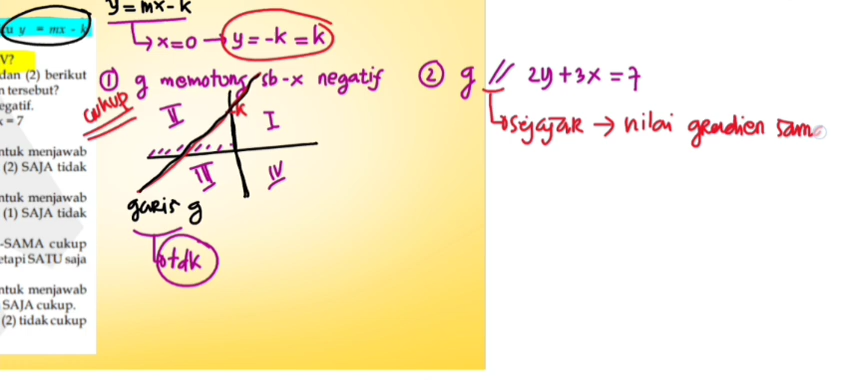 y = mx - k
y = mx - k
↳ x=0 → y = -k = k
V?
dan (2) berikut
tersebut?
egatif.
= 7
ntuk menjawab
(2) SAJA tidak
ntuk menjawab
(1) SAJA tidak
-SAMA cukup
etapi SATU saja
ntuk menjawab
SAJA cukup.
(2) tidak cukup
① g memotong sb-x negatif
cukup
II
k
I
III
IV
garis g
↳ tdk
② g // 2y + 3x = 7
↳ sejajar → nilai gradien sama